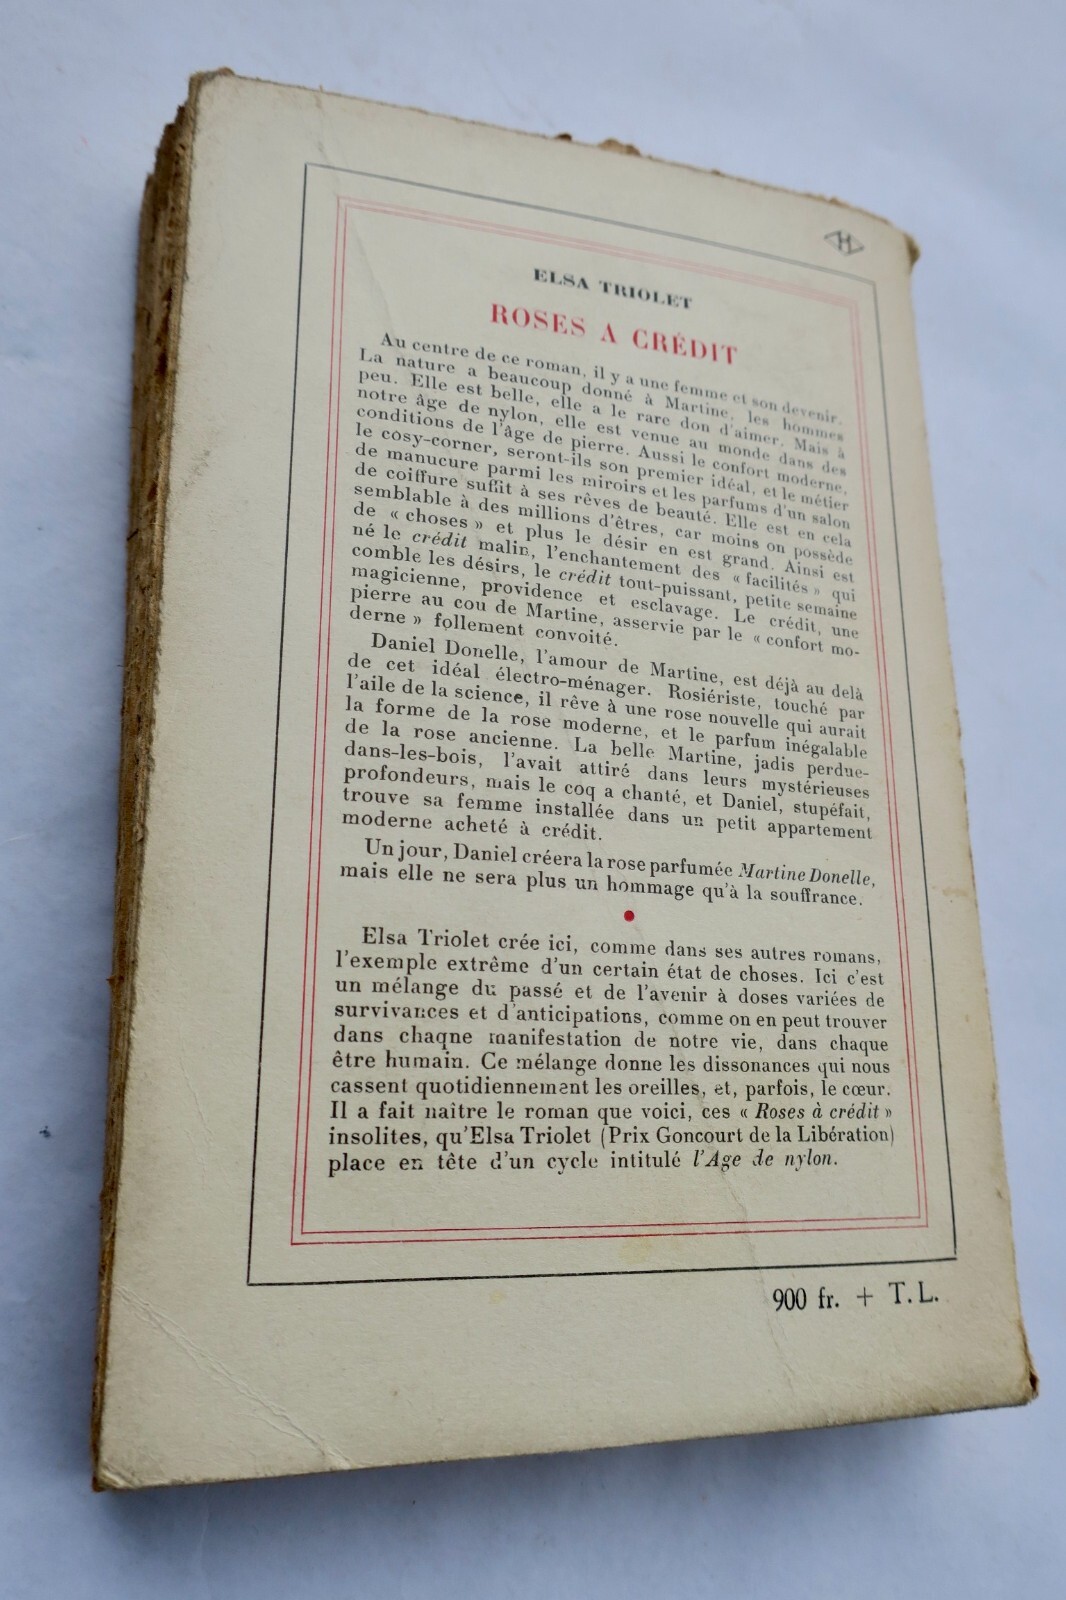 H
ELSA TRIOLET
ROSES A CRÉDIT
Au centre de ce roman, il y a une femme et son devenir.
La nature a beaucoup donné à Martine, les hommes
peu. Elle est belle, elle a le rare don d'aimer. Mais à
notre âge de nylon, elle est venue au monde dans des
conditions de l'âge de pierre. Aussi le confort moderne,
le cosy-corner, seront-ils son premier idéal, et le métier
de manucure parmi les miroirs et les parfums d'un salon
de coiffure suffit à ses rêves de beauté. Elle est en cela
semblable à des millions d'êtres, car moins on possède
de « choses » et plus le désir en est grand. Ainsi est
né le crédit malin, l'enchantement des « facilités » qui
comble les désirs, le crédit tout-puissant, petite semaine
magicienne, providence et esclavage. Le crédit, une
pierre au cou de Martine, asservie par le « confort mo-
derne » follement convoité.
Daniel Donelle, l'amour de Martine, est déjà au delà
de cet idéal électro-ménager. Rosiériste, touché par
l'aile de la science, il rêve à une rose nouvelle qui aurait
la forme de la rose moderne, et le parfum inégalable
de la rose ancienne. La belle Martine, jadis perdue-
dans-les-bois, l'avait attiré dans leurs mystérieuses
profondeurs, mais le coq a chanté, et Daniel, stupéfait,
trouve sa femme installée dans un petit appartement
moderne acheté à crédit.
Un jour, Daniel créera la rose parfumée Martine Donelle,
mais elle ne sera plus un hommage qu'à la souffrance.
Elsa Triolet crée ici, comme dans ses autres romans,
l'exemple extrême d'un certain état de choses. Ici c'est
un mélange du passé et de l'avenir à doses variées de
survivances et d'anticipations, comme on en peut trouver
dans chaqne manifestation de notre vie, dans chaque
être humain. Ce mélange donne les dissonances qui nous
cassent quotidiennement les oreilles, et, parfois, le cœur.
Il a fait naître le roman que voici, ces « Roses à crédit »
insolites, qu'Elsa Triolet (Prix Goncourt de la Libération)
place en tête d'un cycle intitulé l'Age de nylon.
900 fr. + T.L.